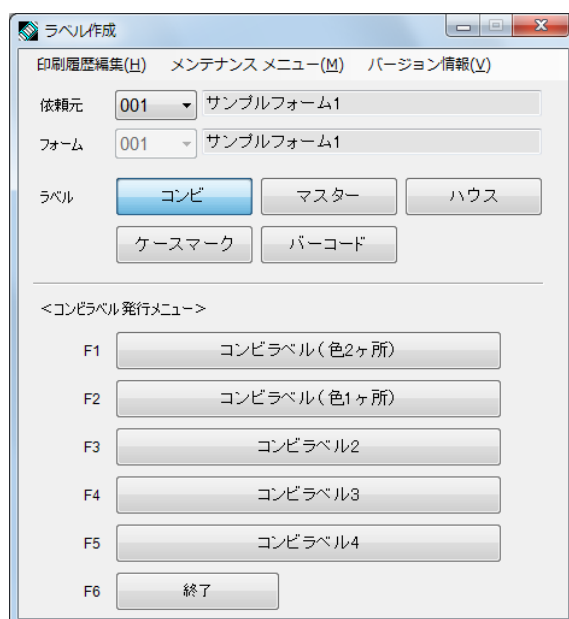 ラベル作成
印刷履歴編集(H) メンテナンス メニュー(M) バージョン情報(V)
依頼元 001 サンプルフォーム1
フォーム 001 サンプルフォーム1
ラベル コンビ マスター ハウス
ケースマーク バーコード
<コンビラベル発行メニュー>
F1 コンビラベル(色2ヶ所)
F2 コンビラベル(色1ヶ所)
F3 コンビラベル2
F4 コンビラベル3
F5 コンビラベル4
F6 終了